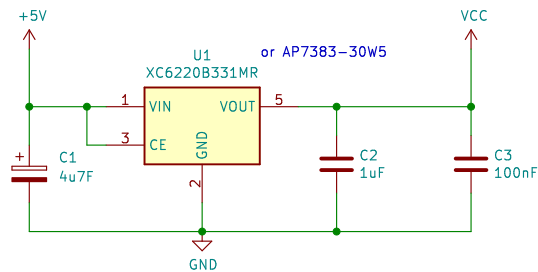 +5V
VCC
U1
or AP7383-30W5
XC6220B331MR
1
VIN
VOUT
5
3
CE
GND
2
+
C1
4u7F
C2
1uF
C3
100nF
GND